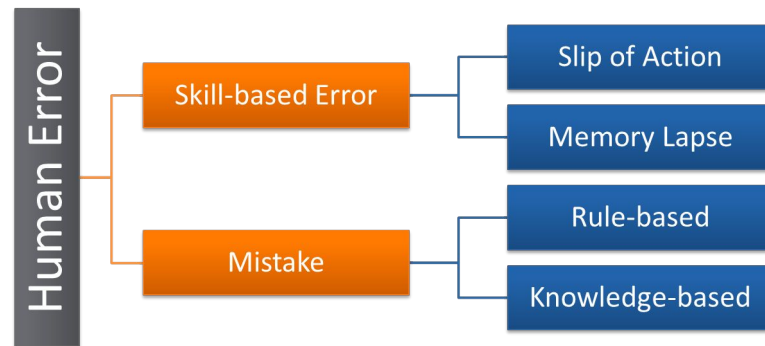 Human Error
Skill-based Error
Slip of Action
Memory Lapse
Mistake
Rule-based
Knowledge-based